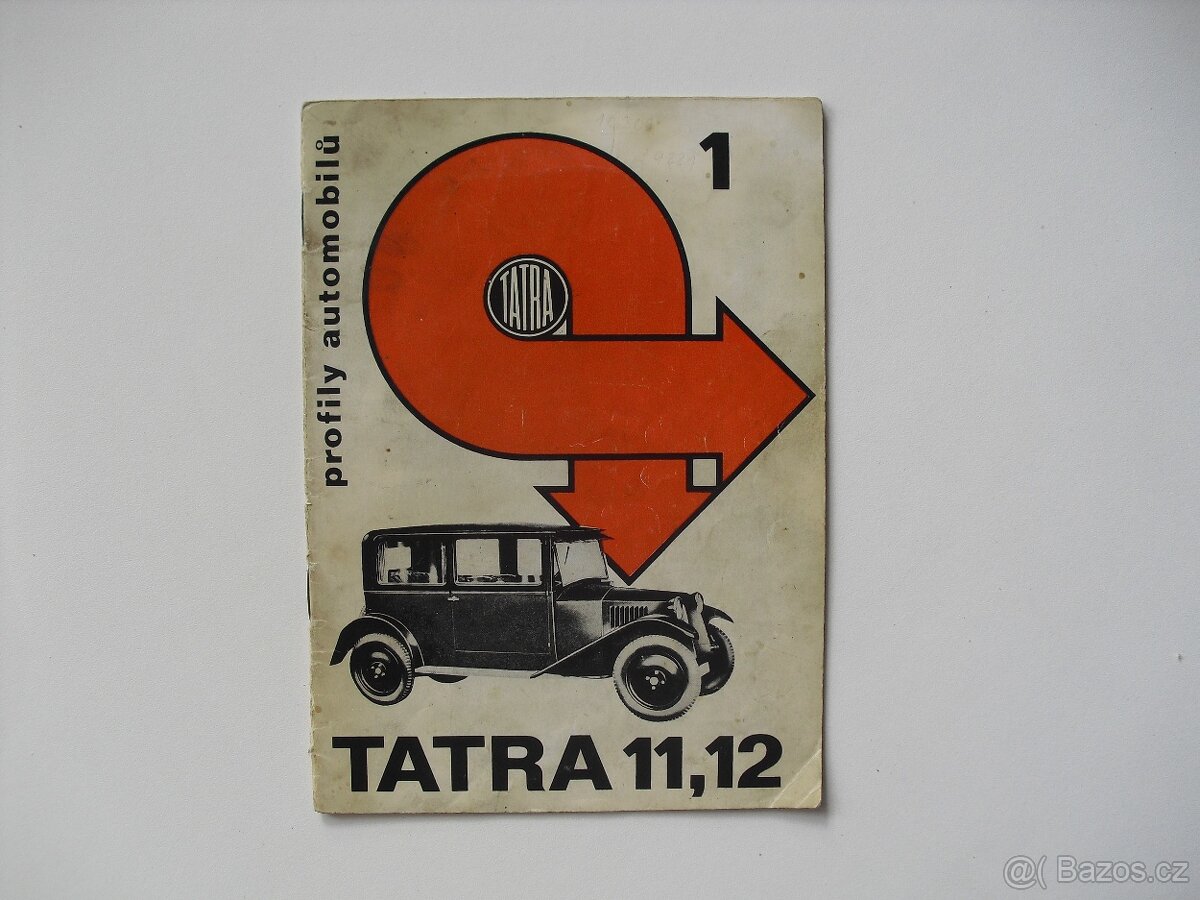 1
profily automobilů
TATRA
TATRA 11,12
@( Bazos.cz